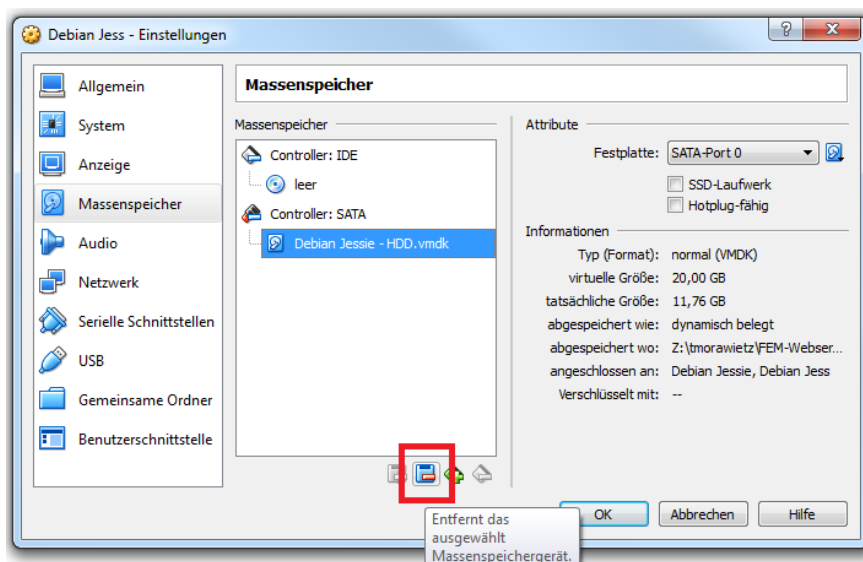 Debian Jess - Einstellungen
Allgemein
System
Anzeige
Massenspeicher
Audio
Netzwerk
Serielle Schnittstellen
USB
Gemeinsame Ordner
Benutzerschnittstelle
Massenspeicher
Massenspeicher
Controller: IDE
leer
Controller: SATA
Debian Jessie - HDD.vmdk
Attribute
Festplatte: SATA-Port 0
SSD-Laufwerk
Hotplug-fähig
Informationen
Typ (Format): normal (VMDK)
virtuelle Größe: 20,00 GB
tatsächliche Größe: 11,76 GB
abgespeichert wie: dynamisch belegt
abgespeichert wo: Z:\tmorawietz\FEM-Webser...
angeschlossen an: Debian Jessie, Debian Jess
Verschlüsselt mit: --
Entfernt das
ausgewählt
Massenspeichergerät.
OK Abbrechen Hilfe